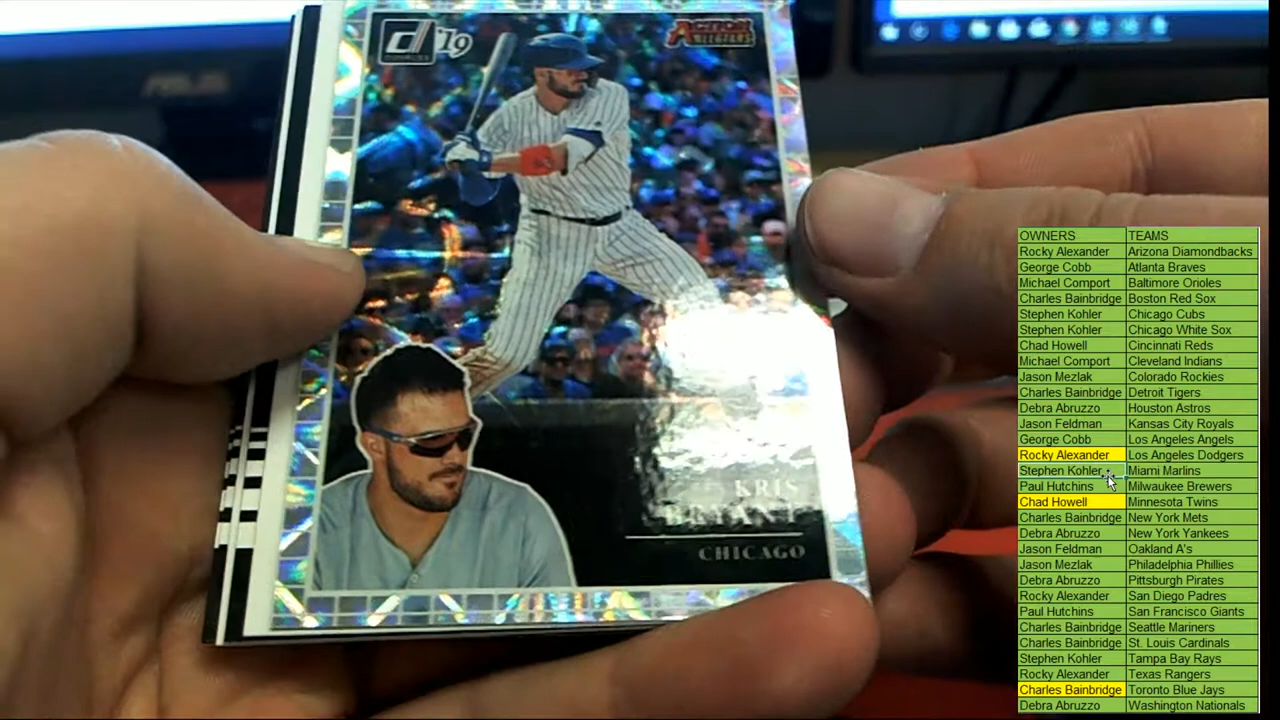 '19
ACTION
ALL-STARS
KRIS
BRYANT
CHICAGO
OWNERS TEAMS
Rocky Alexander Arizona Diamondbacks
George Cobb Atlanta Braves
Michael Comport Baltimore Orioles
Charles Bainbridge Boston Red Sox
Stephen Kohler Chicago Cubs
Stephen Kohler Chicago White Sox
Chad Howell Cincinnati Reds
Michael Comport Cleveland Indians
Jason Mezlak Colorado Rockies
Charles Bainbridge Detroit Tigers
Debra Abruzzo Houston Astros
Jason Feldman Kansas City Royals
George Cobb Los Angeles Angels
Rocky Alexander Los Angeles Dodgers
Stephen Kohler Miami Marlins
Paul Hutchins Milwaukee Brewers
Chad Howell Minnesota Twins
Charles Bainbridge New York Mets
Debra Abruzzo New York Yankees
Jason Feldman Oakland A's
Jason Mezlak Philadelphia Phillies
Debra Abruzzo Pittsburgh Pirates
Rocky Alexander San Diego Padres
Paul Hutchins San Francisco Giants
Charles Bainbridge Seattle Mariners
Charles Bainbridge St. Louis Cardinals
Stephen Kohler Tampa Bay Rays
Rocky Alexander Texas Rangers
Charles Bainbridge Toronto Blue Jays
Debra Abruzzo Washington Nationals